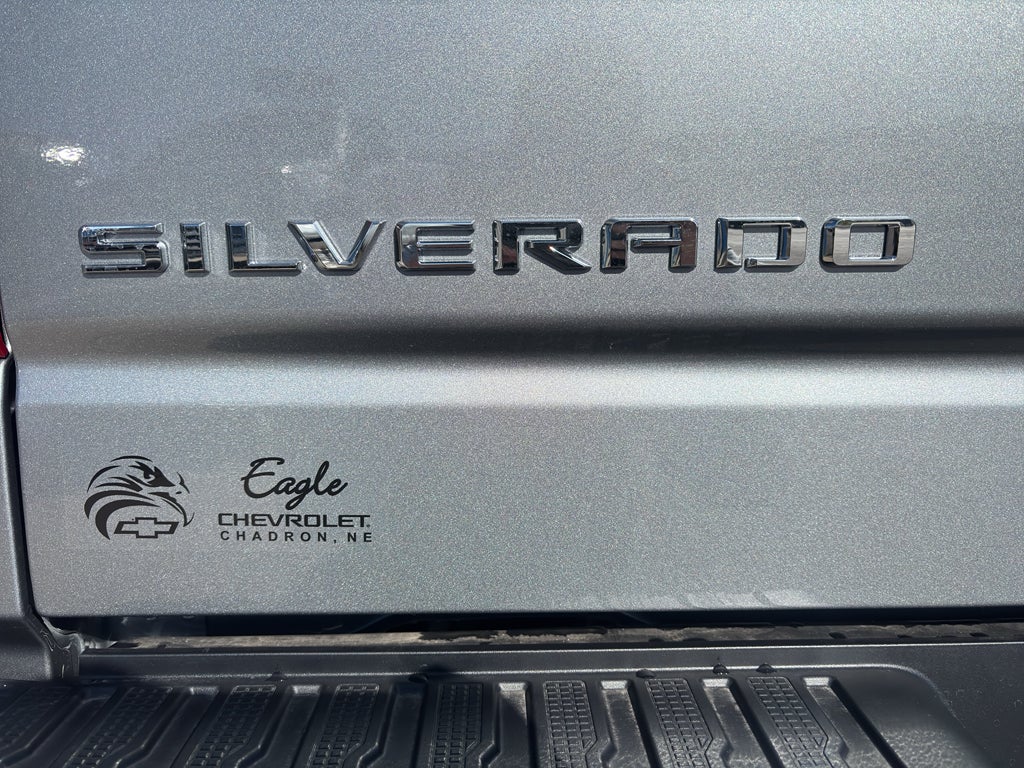 SILVERADO
Eagle
CHEVROLET
CHADRON, NE